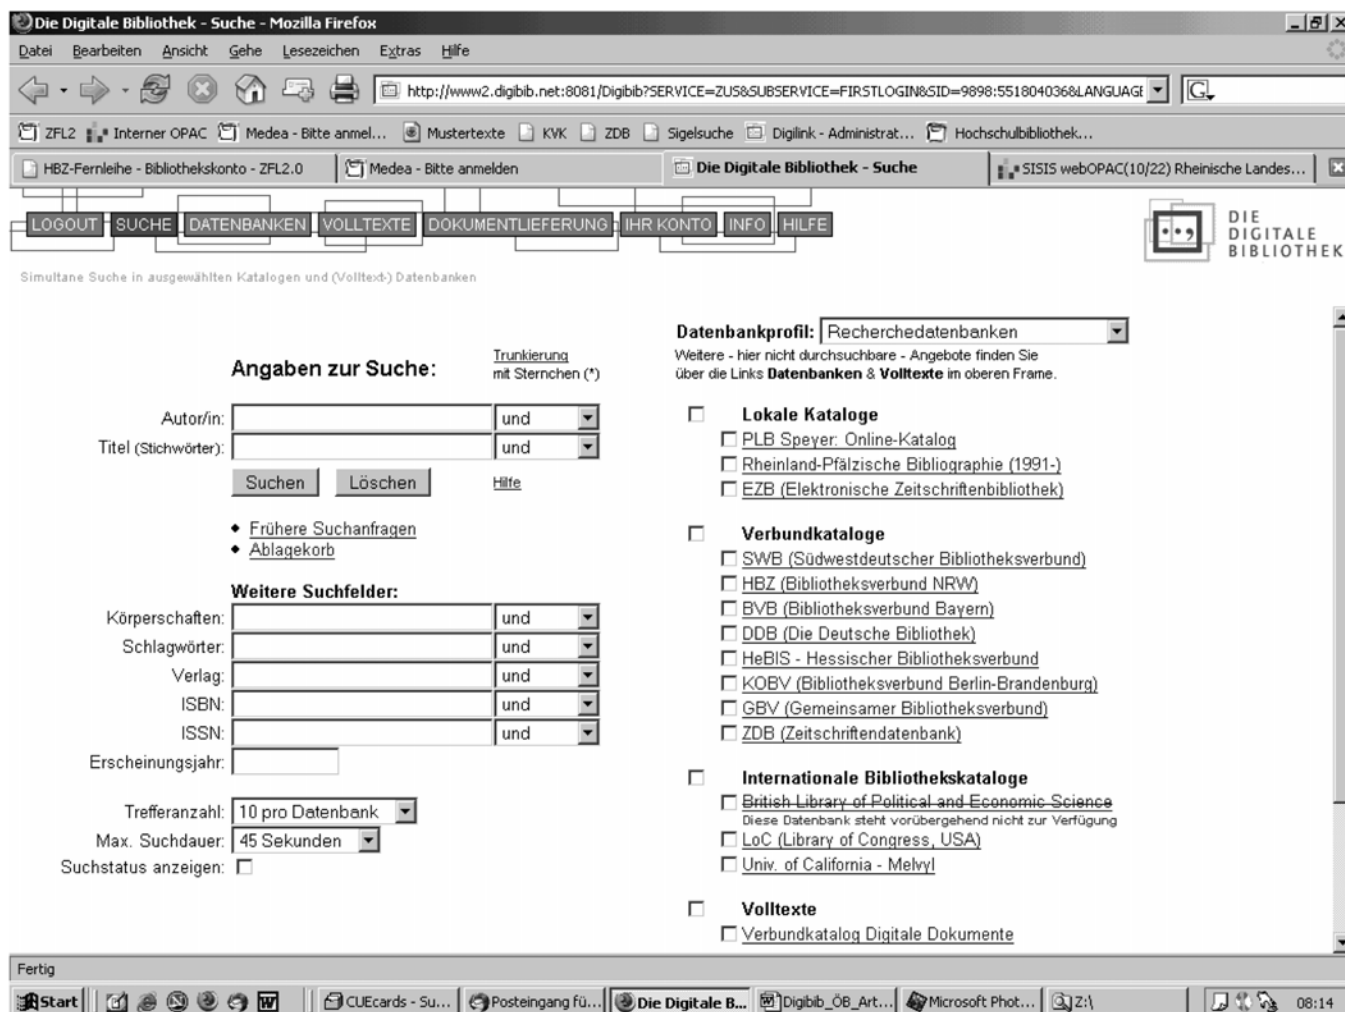 Die Digitale Bibliothek - Suche - Mozilla Firefox
Datei Bearbeiten Ansicht Gehe Lesezeichen Extras Hilfe
http://www2.digibib.net:8081/Digibib?SERVICE=ZUS&SUBSERVICE=FIRSTLOGIN&SID=9898:551804036&LANGUAGE
G
ZFL2 Interner OPAC Medea - Bitte anmel... Mustertexte KVK ZDB Sigelsuche Digilink - Administrat... Hochschulbibliothek...
HBZ-Fernleihe - Bibliothekskonto - ZFL2.0 Medea - Bitte anmelden Die Digitale Bibliothek - Suche SISIS webOPAC(10/22) Rheinische Landes...
LOGOUT SUCHE DATENBANKEN VOLLTEXTE DOKUMENTLIEFERUNG IHR KONTO INFO HILFE
DIE
DIGITALE
BIBLIOTHEK
Simultane Suche in ausgewählten Katalogen und (Volltext-) Datenbanken
Angaben zur Suche:
Trunkierung
mit Sternchen (*)
Autor/in: und
Titel (Stichwörter): und
Suchen Löschen Hilfe
Frühere Suchanfragen
Ablagekorb
Weitere Suchfelder:
Körperschaften: und
Schlagwörter: und
Verlag: und
ISBN: und
ISSN: und
Erscheinungsjahr:
Trefferanzahl: 10 pro Datenbank
Max. Suchdauer: 45 Sekunden
Suchstatus anzeigen:
Datenbankprofil: Recherchedatenbanken
Weitere - hier nicht durchsuchbare - Angebote finden Sie
über die Links Datenbanken & Volltexte im oberen Frame.
Lokale Kataloge
PLB Speyer: Online-Katalog
Rheinland-Pfälzische Bibliographie (1991-)
EZB (Elektronische Zeitschriftenbibliothek)
Verbundkataloge
SWB (Südwestdeutscher Bibliotheksverbund)
HBZ (Bibliotheksverbund NRW)
BVB (Bibliotheksverbund Bayern)
DDB (Die Deutsche Bibliothek)
HeBIS - Hessischer Bibliotheksverbund
KOBV (Bibliotheksverbund Berlin-Brandenburg)
GBV (Gemeinsamer Bibliotheksverbund)
ZDB (Zeitschriftendatenbank)
Internationale Bibliothekskataloge
British Library of Political and Economic Science
Diese Datenbank steht vorübergehend nicht zur Verfügung
LoC (Library of Congress, USA)
Univ. of California - Melvyl
Volltexte
Verbundkatalog Digitale Dokumente
Fertig
Start CUEcards - Su... Posteingang fü... Die Digitale B... Digibib_ÖB_Art... Microsoft Phot... Z:\ 08:14